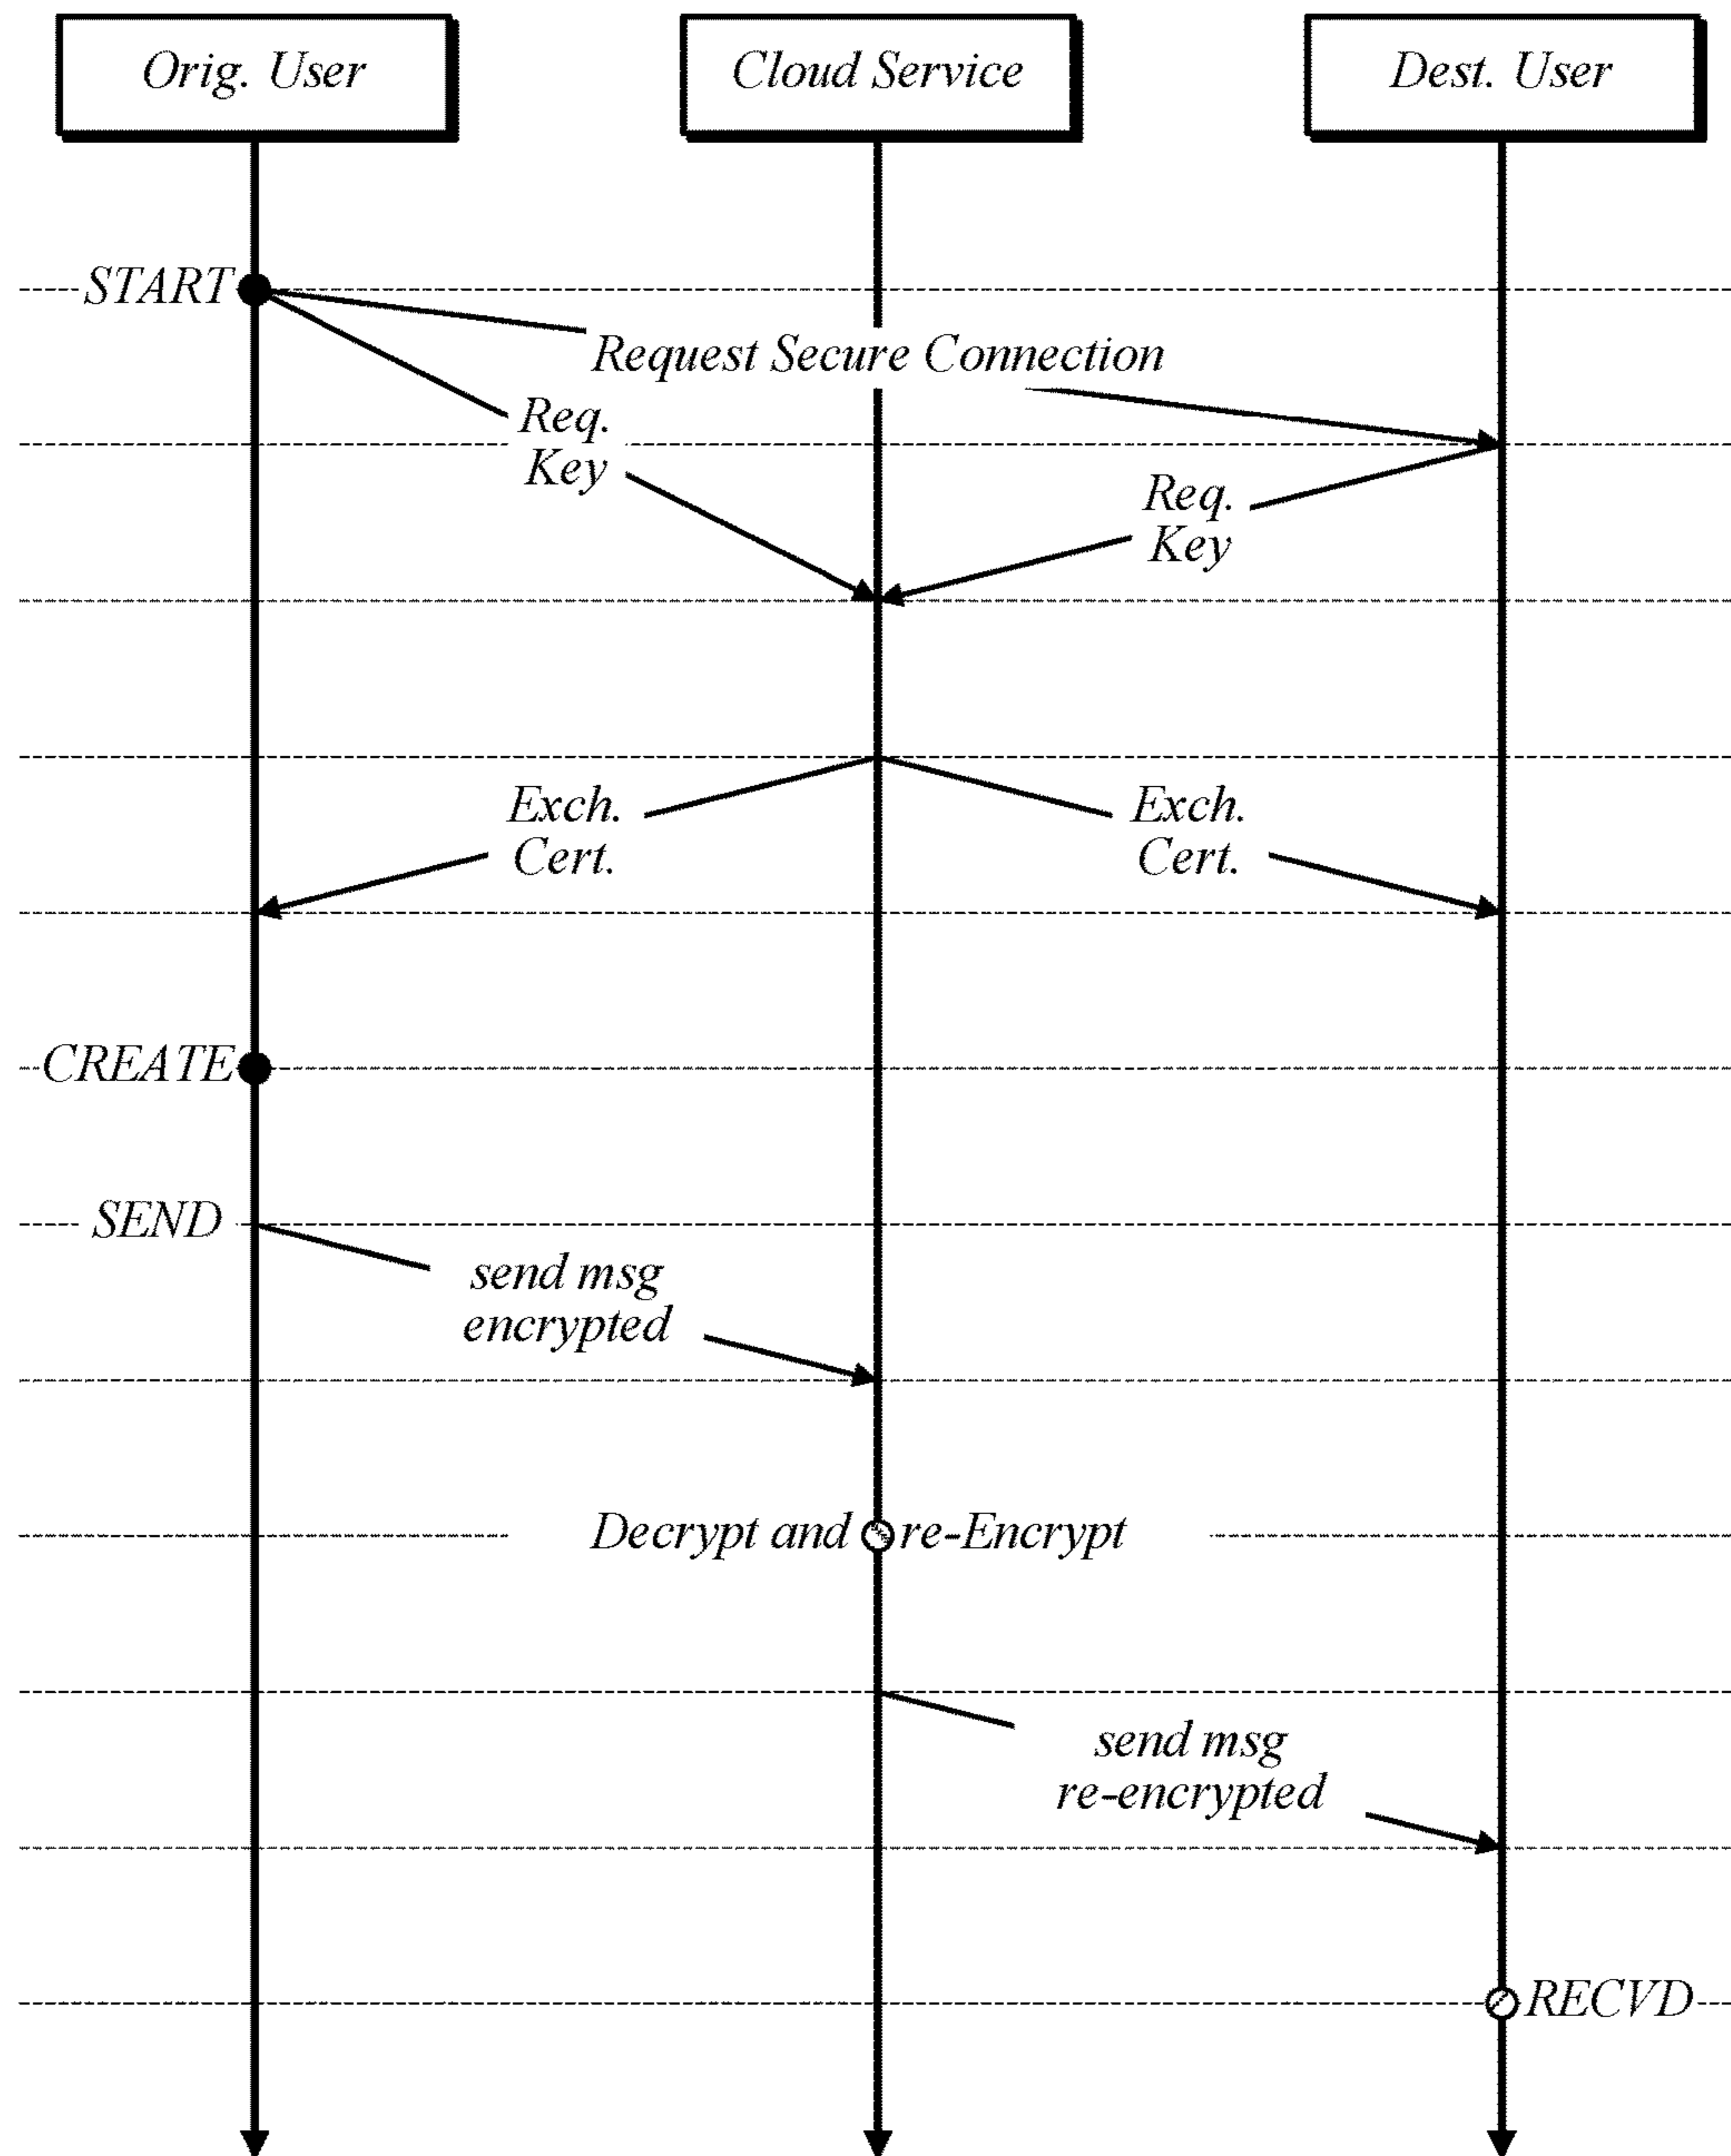 Orig. User
Cloud Service
Dest. User
START
Request Secure Connection
Req.
Key
Req.
Key
Exch.
Cert.
Exch.
Cert.
CREATE
SEND
send msg
encrypted
Decrypt and re-Encrypt
send msg
re-encrypted
RECVD